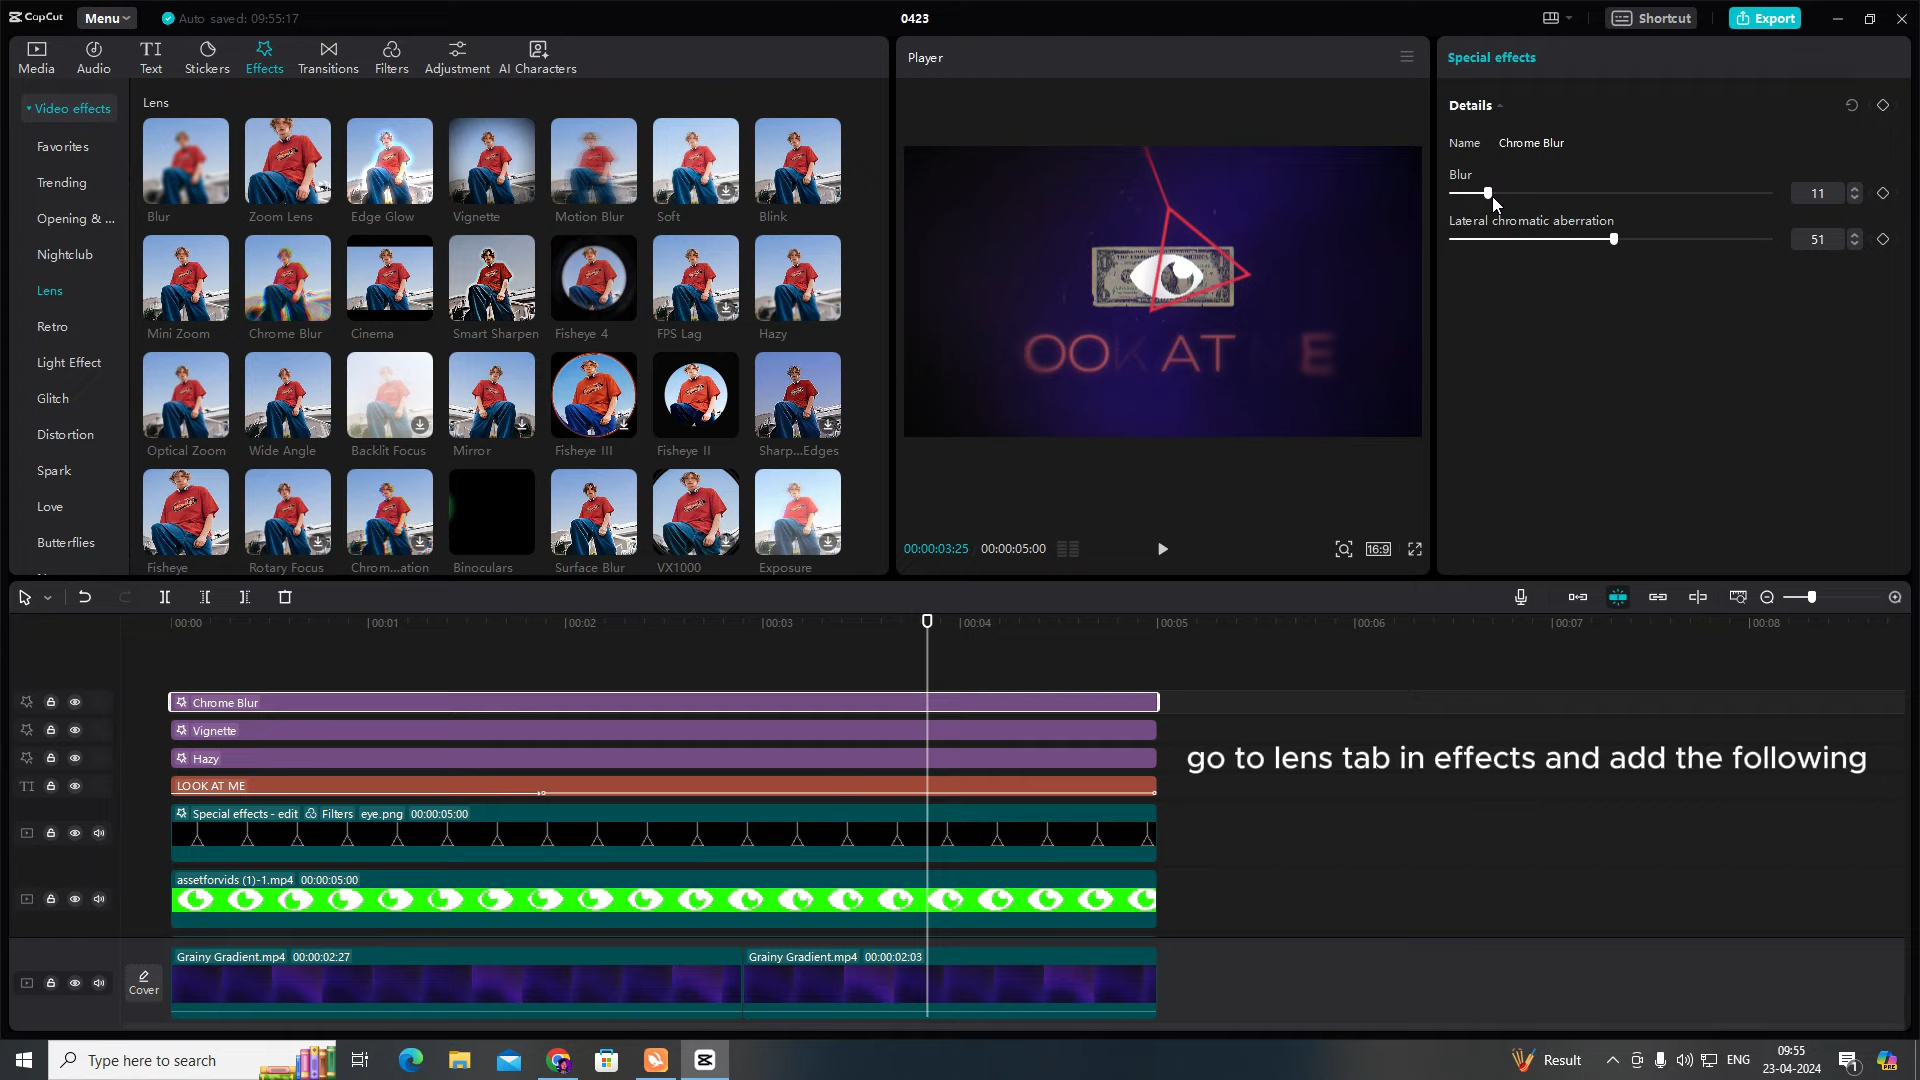 CapCut
Menu
Auto saved: 09:55:17
0423
Shortcut
Export
Media
Audio
TI
Text
Stickers
Effects
Transitions
Filters
Adjustment
AI Characters
Player
Special effects
Video effects
Favorites
Trending
Opening & ...
Nightclub
Lens
Retro
Light Effect
Glitch
Distortion
Spark
Love
Butterflies
Lens
Blur
Zoom Lens
Edge Glow
Vignette
Motion Blur
Soft
Blink
Mini Zoom
Chrome Blur
Cinema
Smart Sharpen
Fisheye 4
FPS Lag
Hazy
Optical Zoom
Wide Angle
Backlit Focus
Mirror
Fisheye III
Fisheye II
Sharp...Edges
Fisheye
Rotary Focus
Chrom...ation
Binoculars
Surface Blur
VX1000
Exposure
OOK AT E
00:00:03:25 00:00:05:00
16:9
Details
Name Chrome Blur
Blur
11
Lateral chromatic aberration
51
00:00
00:01
00:02
00:03
00:04
00:05
00:06
00:07
00:08
Chrome Blur
Vignette
Hazy
go to lens tab in effects and add the following
TI
LOOK AT ME
Special effects - edit Filters eye.png 00:00:05:00
assetforvids (1)-1.mp4 00:00:05:00
Cover
Grainy Gradient.mp4 00:00:02:27
Grainy Gradient.mp4 00:00:02:03
Type here to search
Result
ENG
09:55
23-04-2024
1
PRE